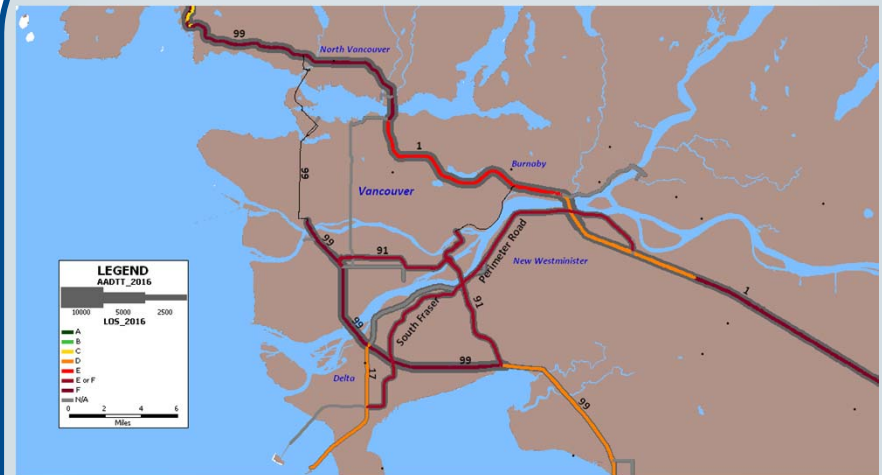 99
North Vancouver
1
Burnaby
99
Vancouver
99
91
Perimeter Road
New Westminister
91
South Fraser
99
1
99
17
Delta
99
LEGEND
AADTT_2016
10000 5000 2500
LOS_2016
A
B
C
D
E
E or F
F
N/A
0 2 4 6
Miles